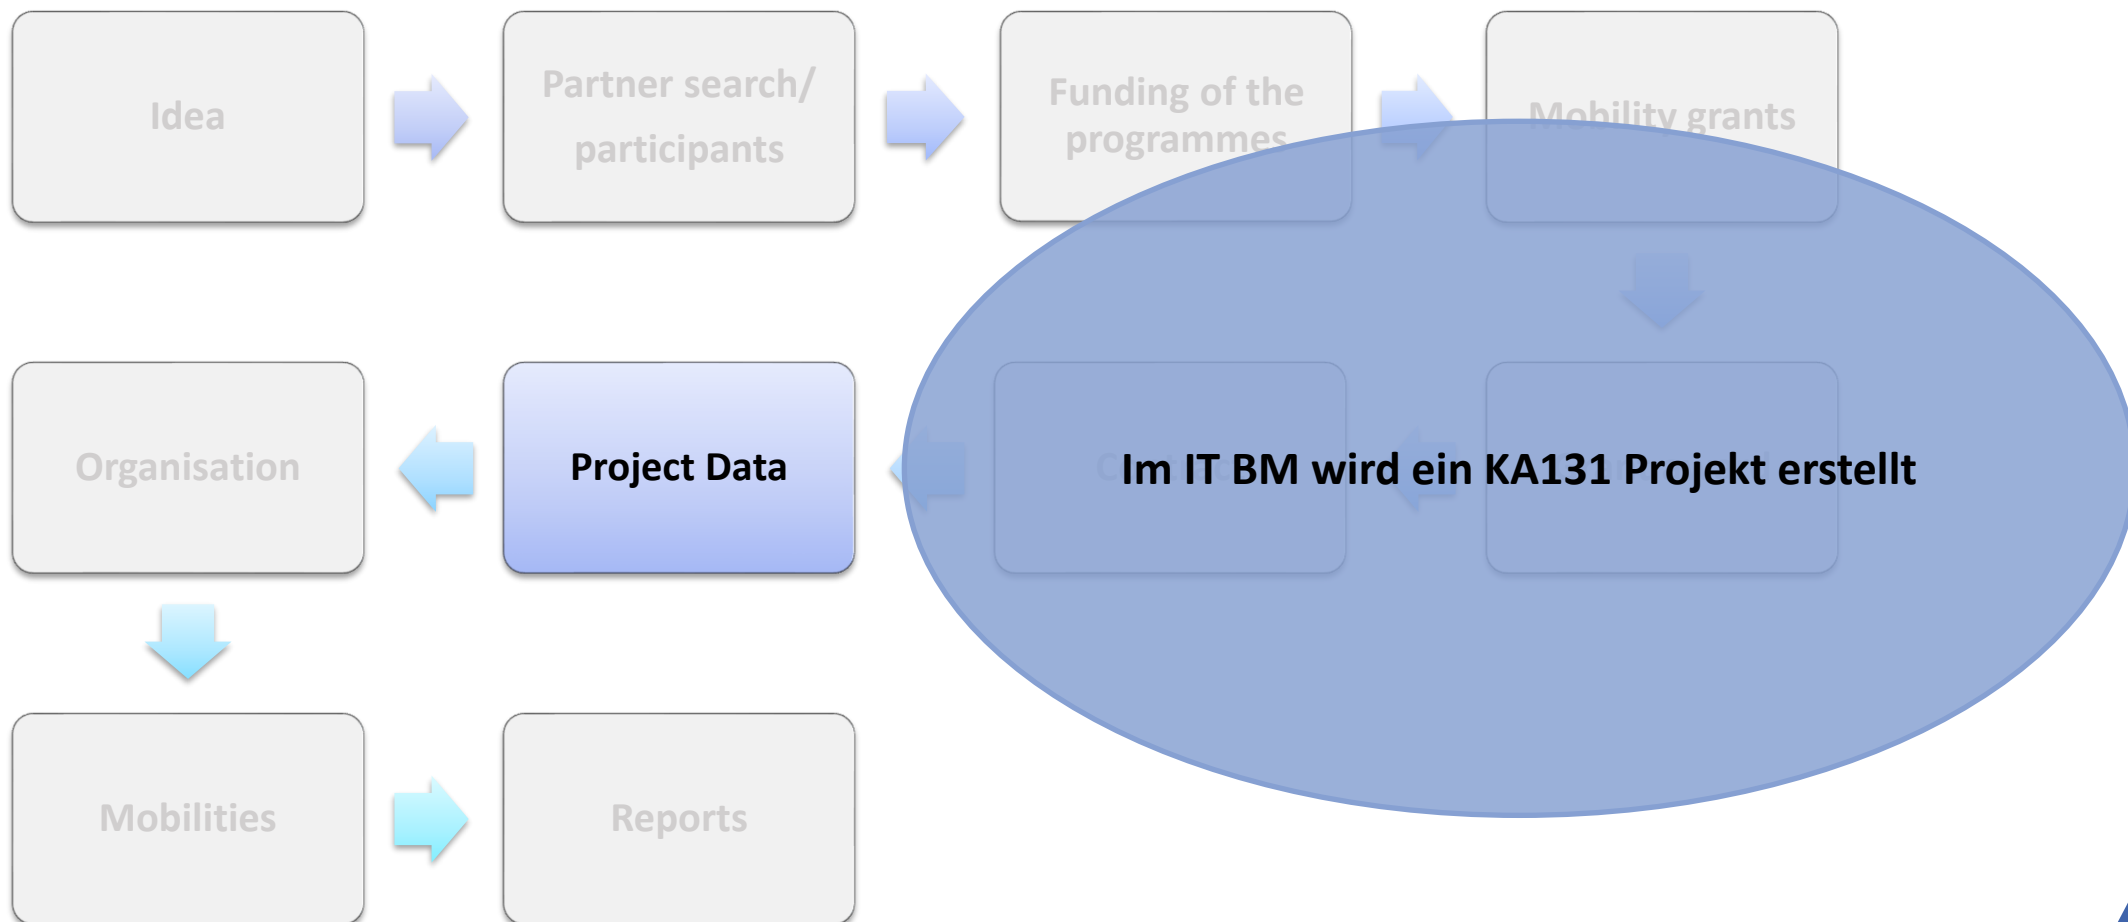 Idea
Partner search/
participants
Funding of the
programmes
Mobility grants
Organisation
Project Data
Im IT BM wird ein KA131 Projekt erstellt
Mobilities
Reports